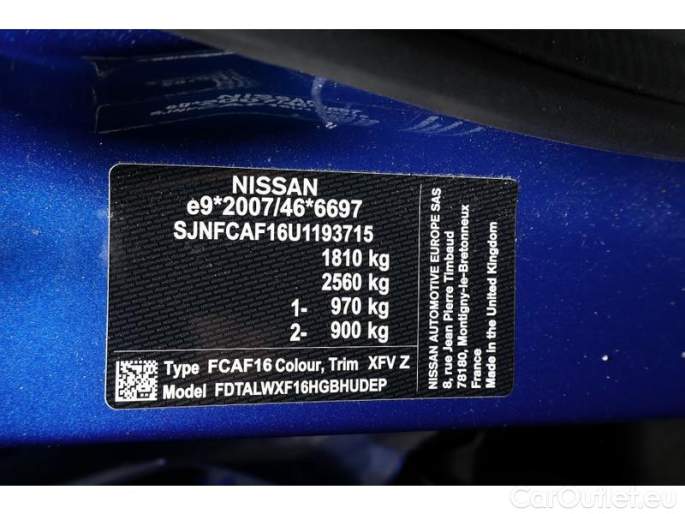 NISSAN
e9*2007/46*6697
SJNFCAF16U1193715
1810 kg
2560 kg
1- 970 kg
2- 900 kg
Type FCAF16 Colour, Trim XFV Z
Model FDTALWXF16HGBHUDEP
NISSAN AUTOMOTIVE EUROPE SAS
8, rue Jean Pierre Timbaud
78180, Montigny-le-Bretonneux
France
Made in the United Kingdom
CarOutlet.eu